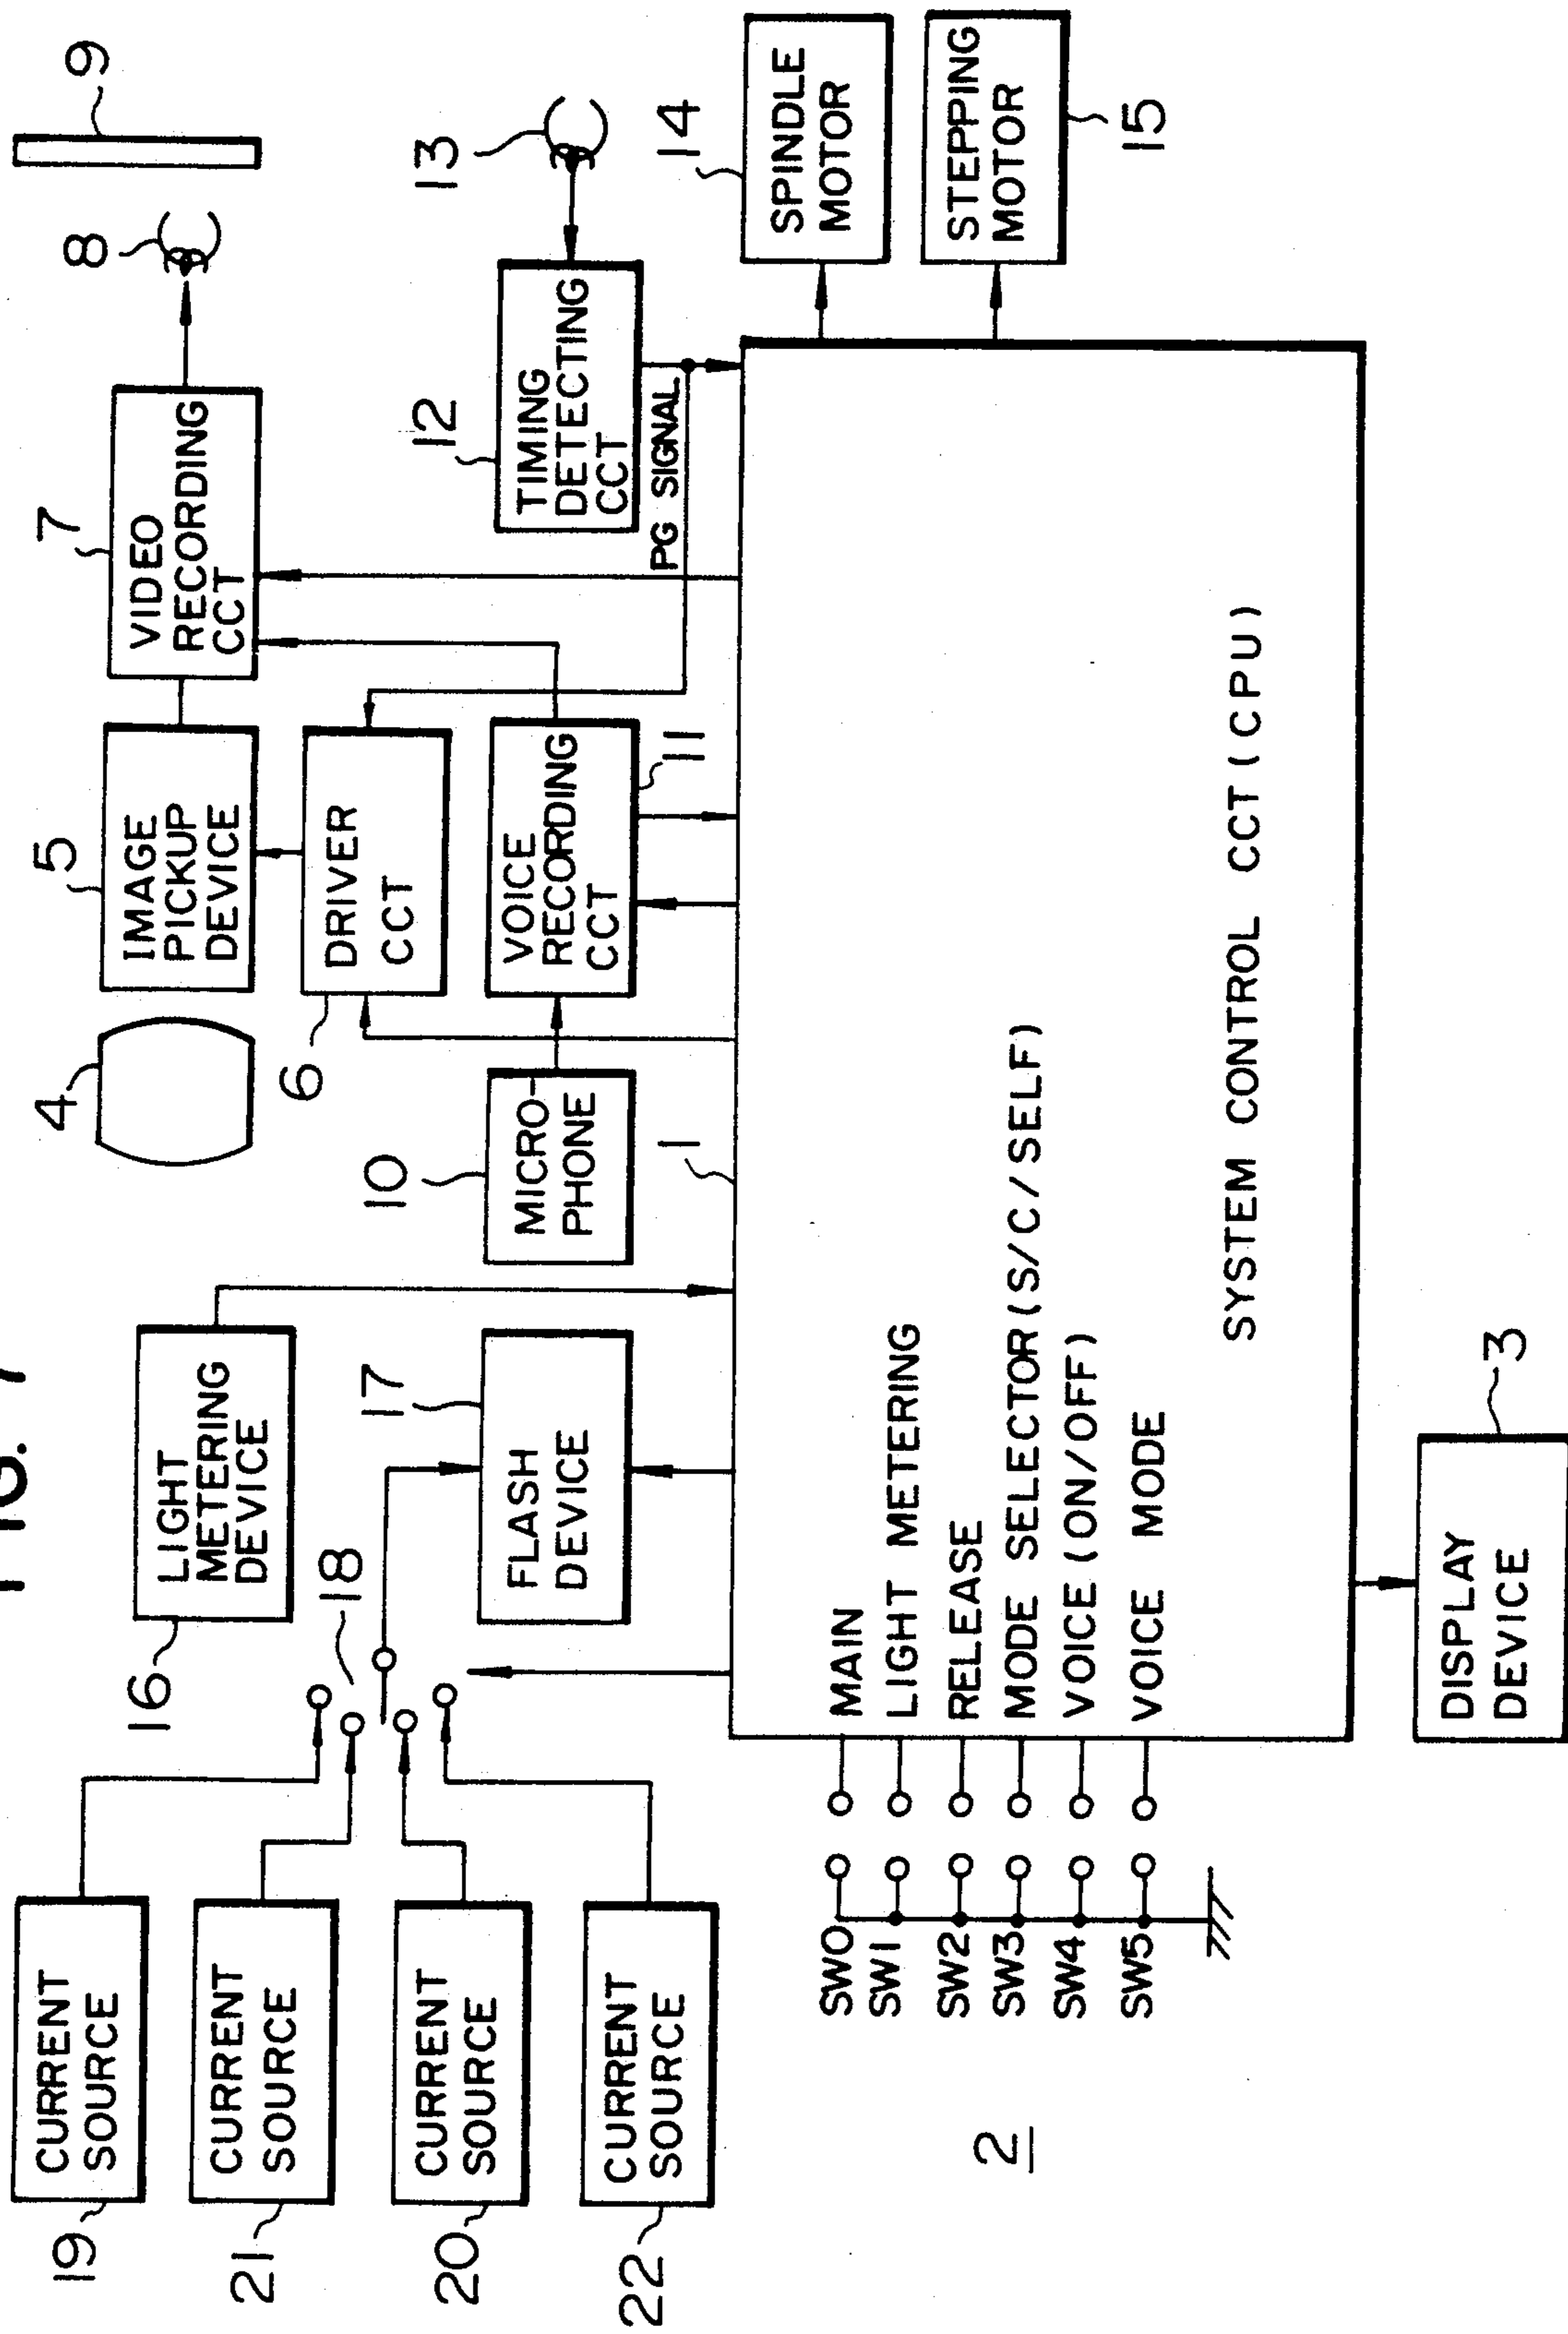 FIG. 7
19
CURRENT
SOURCE
21
CURRENT
SOURCE
20
CURRENT
SOURCE
22
CURRENT
SOURCE
16
LIGHT
METERING
DEVICE
18
17
FLASH
DEVICE
4
5
IMAGE
PICKUP
DEVICE
7
VIDEO
RECORDING
CCT
8
9
6
DRIVER
CCT
10
MICRO-
PHONE
VOICE
RECORDING
CCT
11
12
TIMING
DETECTING
CCT
13
PG SIGNAL
1
14
SPINDLE
MOTOR
STEPPING
MOTOR
15
2
SW0 MAIN
SW1 LIGHT METERING
SW2 RELEASE
SW3 MODE SELECTOR (S/C/SELF)
SW4 VOICE (ON/OFF)
SW5 VOICE MODE
SYSTEM CONTROL CCT (CPU)
DISPLAY
DEVICE
3